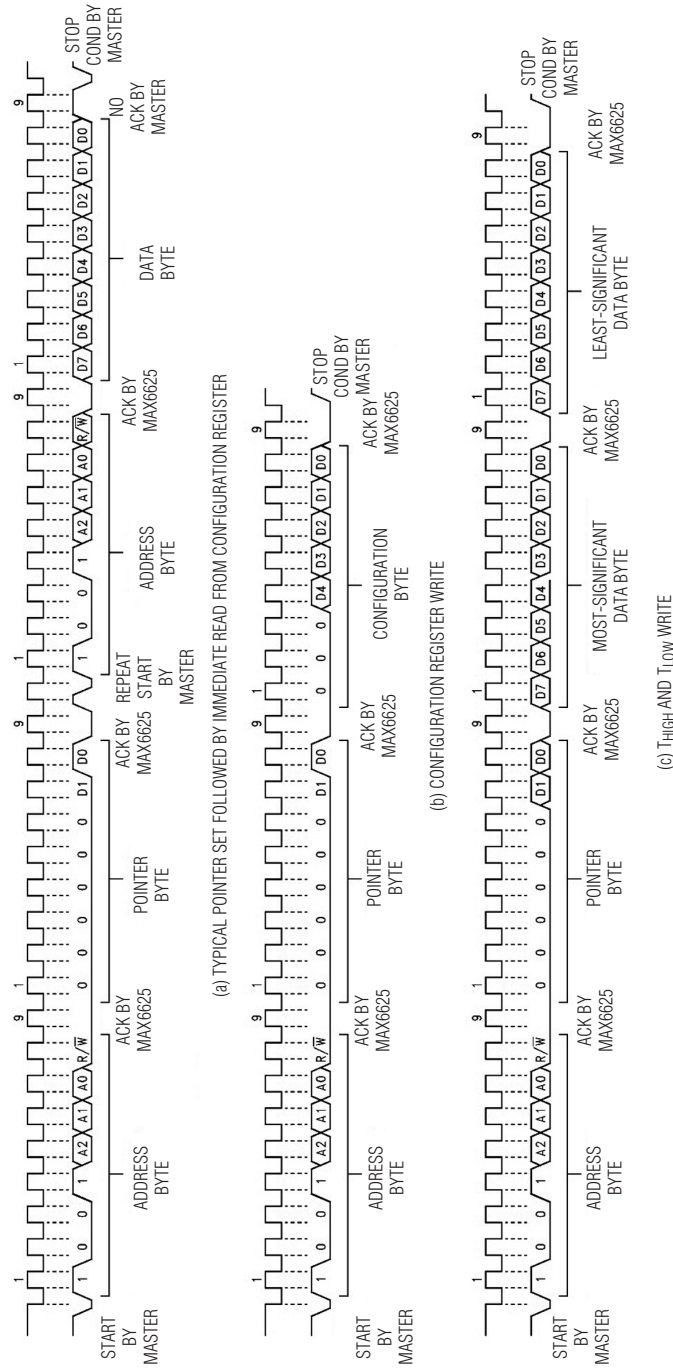 1 9 1 9 1 9 1 9
1 0 0 1 A2 A1 A0 R/W̅ 0 0 0 0 0 0 D1 D0 1 0 0 1 A2 A1 A0 R/W̅ D7 D6 D5 D4 D3 D2 D1 D0
START
BY
MASTER
ADDRESS
BYTE
ACK BY
MAX6625
POINTER
BYTE
ACK BY
MAX6625
REPEAT
START
BY
MASTER
ADDRESS
BYTE
ACK BY
MAX6625
DATA
BYTE
NO
ACK BY
MASTER
STOP
COND BY
MASTER
(a) TYPICAL POINTER SET FOLLOWED BY IMMEDIATE READ FROM CONFIGURATION REGISTER
1 9 1 9 1 9
1 0 0 1 A2 A1 A0 R/W̅ 0 0 0 0 0 0 D1 D0 0 0 0 D4 D3 D2 D1 D0
START
BY
MASTER
ADDRESS
BYTE
ACK BY
MAX6625
POINTER
BYTE
ACK BY
MAX6625
CONFIGURATION
BYTE
ACK BY
MAX6625
STOP
COND BY
MASTER
(b) CONFIGURATION REGISTER WRITE
1 9 1 9 1 9 1 9
1 0 0 1 A2 A1 A0 R/W̅ 0 0 0 0 0 0 D1 D0 D7 D6 D5 D4 D3 D2 D1 D0 D7 D6 D5 D4 D3 D2 D1 D0
START
BY
MASTER
ADDRESS
BYTE
ACK BY
MAX6625
POINTER
BYTE
ACK BY
MAX6625
MOST-SIGNIFICANT
DATA BYTE
ACK BY
MAX6625
LEAST-SIGNIFICANT
DATA BYTE
ACK BY
MAX6625
STOP
COND BY
MASTER
(c) THIGH AND TLOW WRITE